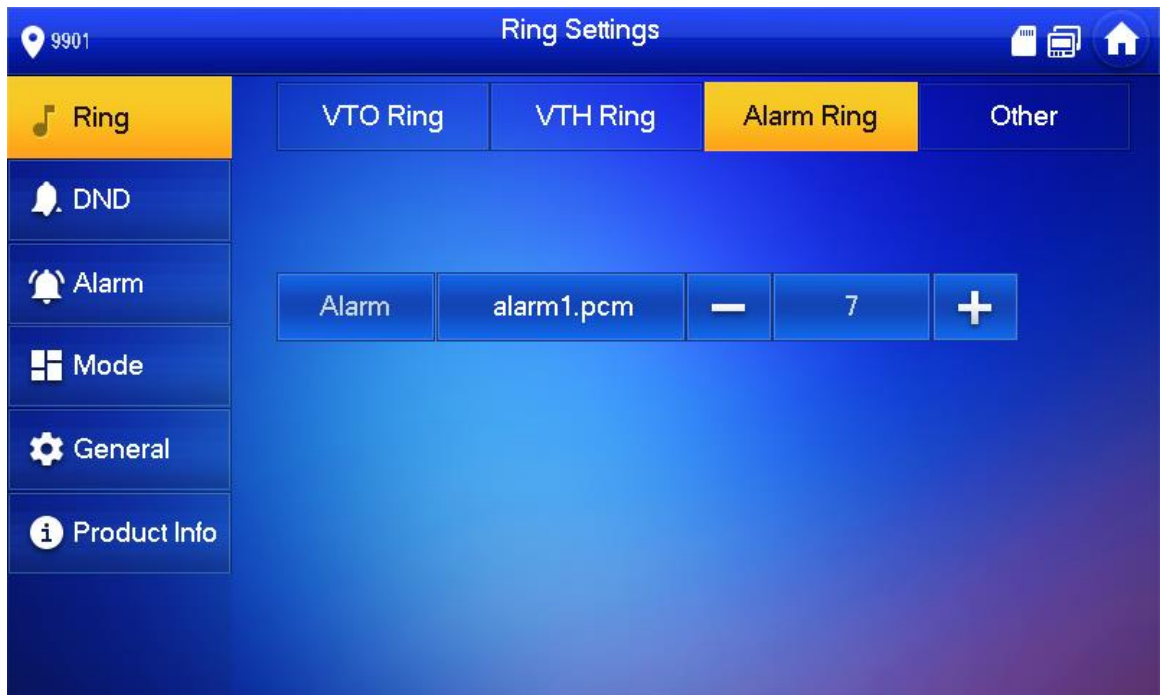 9901
Ring Settings
Ring
VTO Ring
VTH Ring
Alarm Ring
Other
DND
Alarm
Alarm
alarm1.pcm
7
Mode
General
Product Info